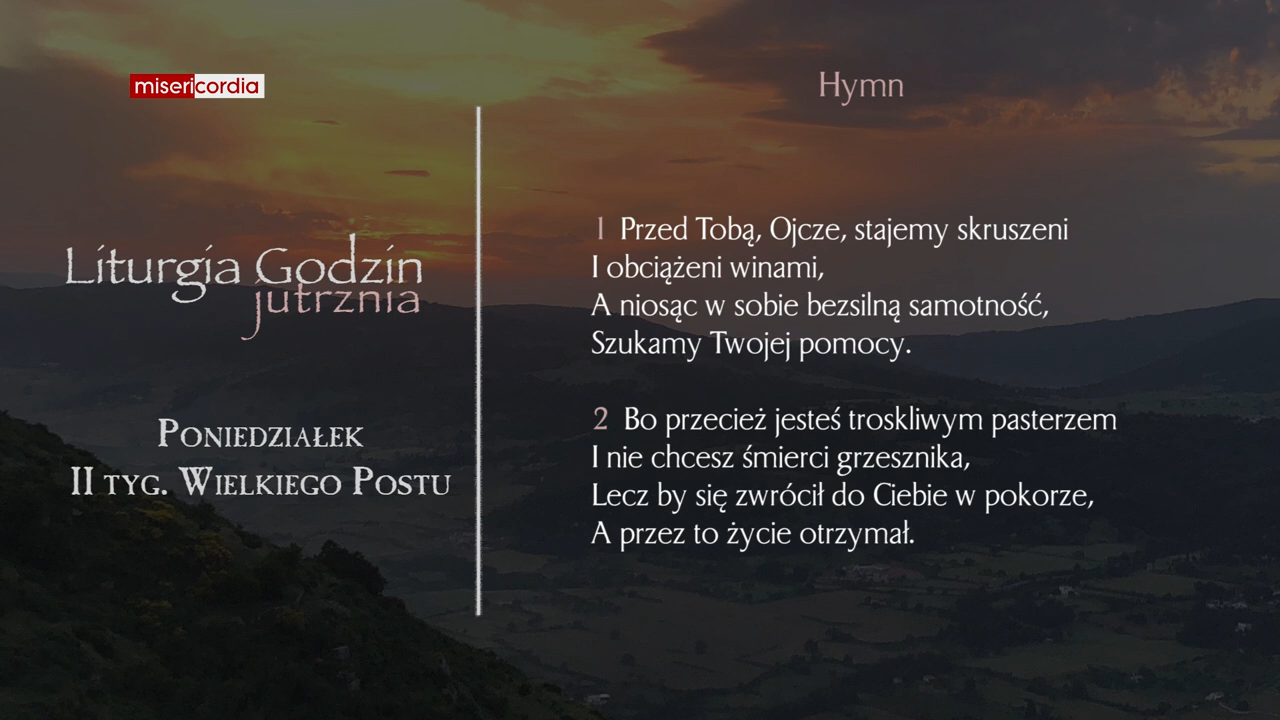 misericordia
Liturgia Godzin
jutrznia
Poniedziałek
II tyg. Wielkiego Postu
Hymn
1 Przed Tobą, Ojcze, stajemy skruszeni
I obciążeni winami,
A niosąc w sobie bezsilną samotność,
Szukamy Twojej pomocy.
2 Bo przecież jesteś troskliwym pasterzem
I nie chcesz śmierci grzesznika,
Lecz by się zwrócił do Ciebie w pokorze,
A przez to życie otrzymał.